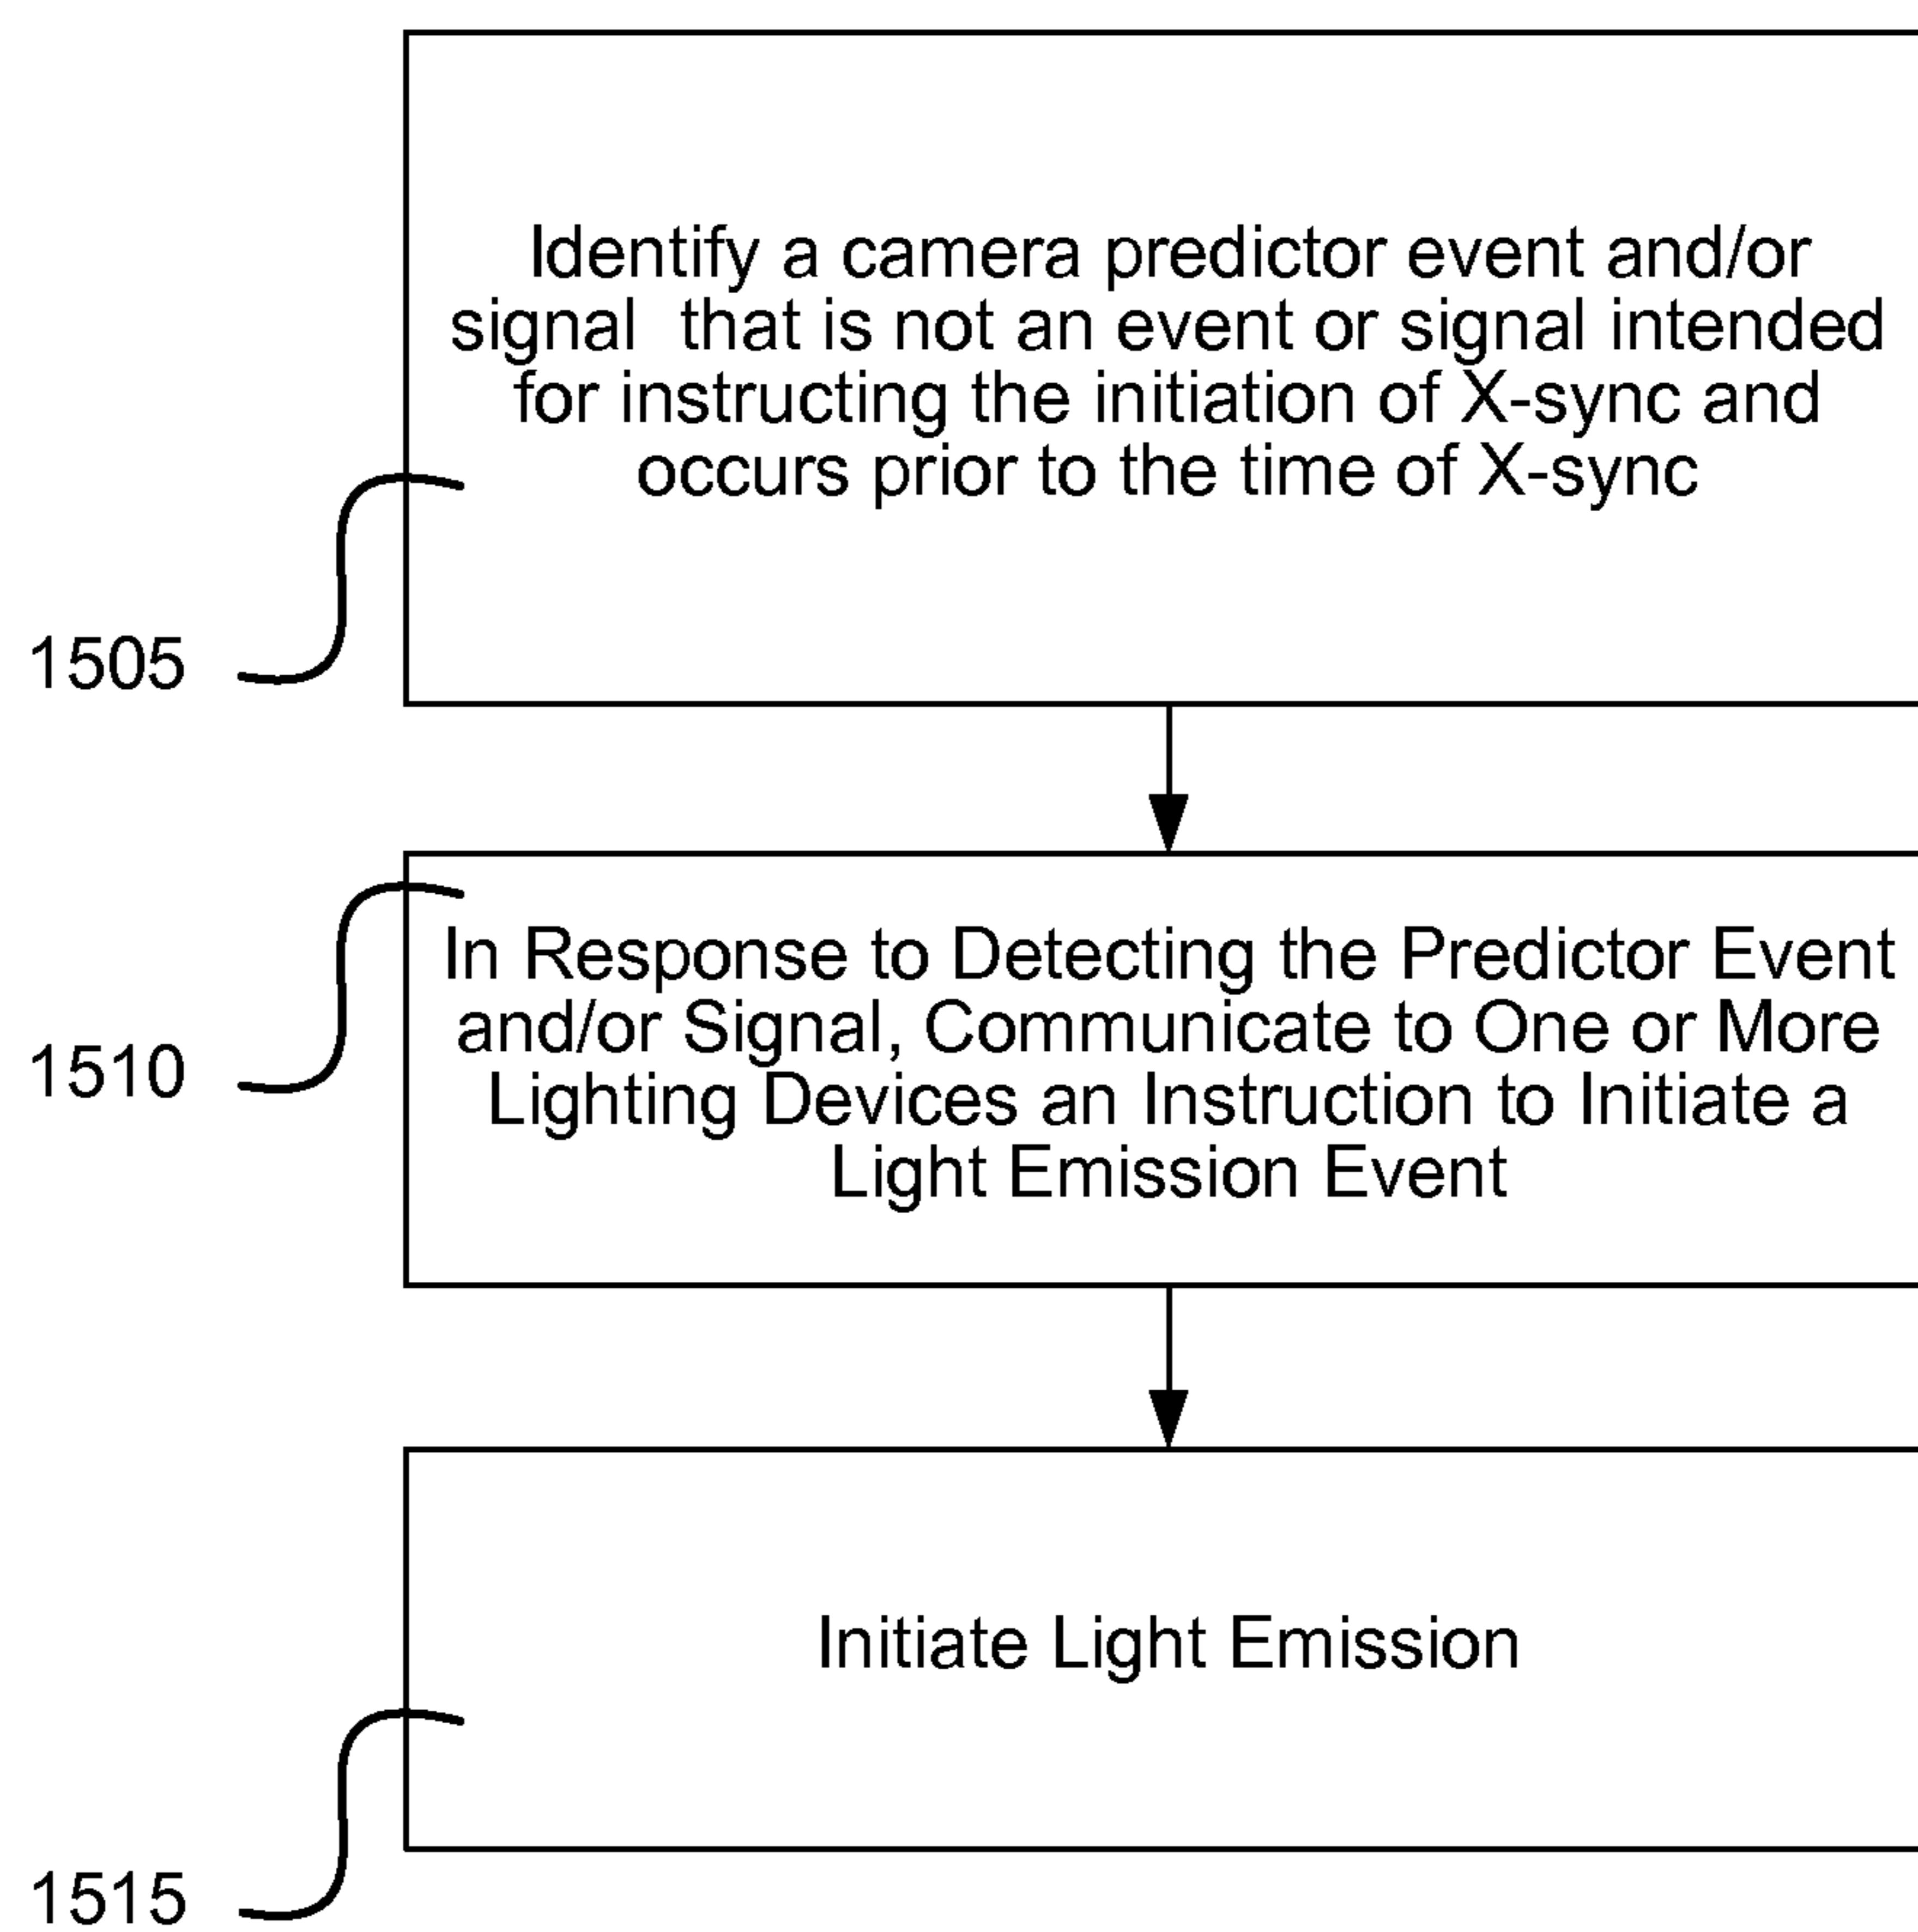 Identify a camera predictor event and/or
signal  that is not an event or signal intended
for instructing the initiation of X-sync and
occurs prior to the time of X-sync
1505
In Response to Detecting the Predictor Event
and/or Signal, Communicate to One or More
Lighting Devices an Instruction to Initiate a
Light Emission Event
1510
Initiate Light Emission
1515